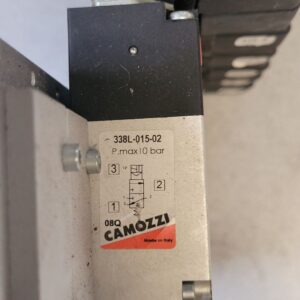 338L-015-02
P.max10 bar
3
2
1
08Q
CAMOZZI
Made in Italy